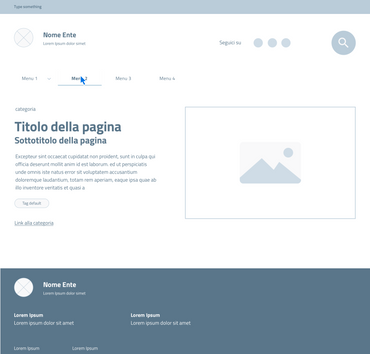 Type something
Nome Ente
Lorem Ipsum dolor amet
Seguici su
Menu 1
Menu 2
Menu 3
Menu 4
categoria
Titolo della pagina
Sottotitolo della pagina
Excepteur sint occaecat cupidatat non proident, sunt in culpa qui
officia deserunt mollit anim id est laborum. ed ut perspiciatis
unde omnis iste natus error sit voluptatem accusantium
doloremque laudantium, totam rem aperiam, eaque ipsa quae ab
illo inventore veritatis et quasi a.
Tag default
Link alla categoria
Nome Ente
Lorem Ipsum dolor amet
Lorem Ipsum
Lorem Ipsum
Lorem ipsum dolor sit amet
Lorem ipsum dolor sit amet
Lorem Ipsum
Lorem Ipsum